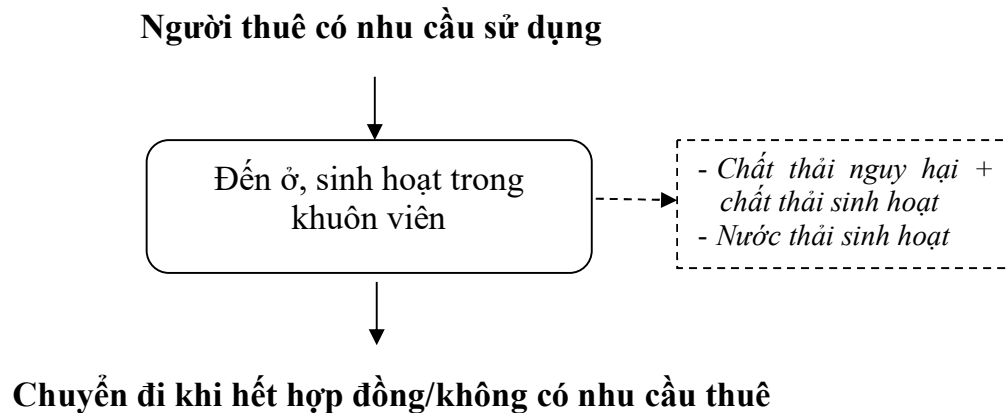 Người thuê có nhu cầu sử dụng
Đến ở, sinh hoạt trong
khuôn viên
- Chất thải nguy hại +
chất thải sinh hoạt
- Nước thải sinh hoạt
Chuyển đi khi hết hợp đồng/không có nhu cầu thuê